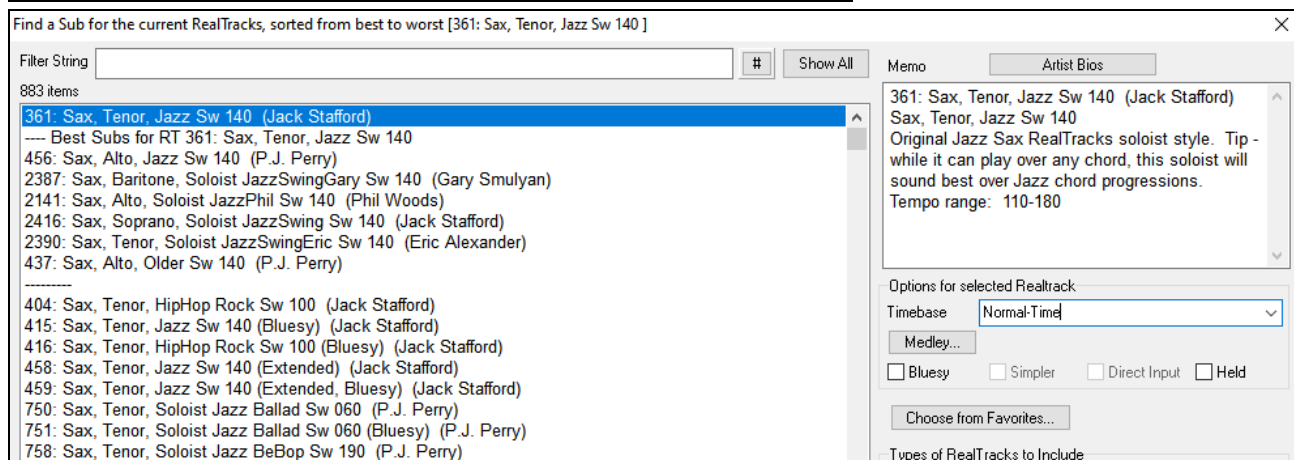 Find a Sub for the current RealTracks, sorted from best to worst [361: Sax, Tenor, Jazz Sw 140 ]
Filter String
#
Show All
883 items
361: Sax, Tenor, Jazz Sw 140  (Jack Stafford)
---- Best Subs for RT 361: Sax, Tenor, Jazz Sw 140
456: Sax, Alto, Jazz Sw 140  (P.J. Perry)
2387: Sax, Baritone, Soloist JazzSwingGary Sw 140  (Gary Smulyan)
2141: Sax, Alto, Soloist JazzPhil Sw 140  (Phil Woods)
2416: Sax, Soprano, Soloist JazzSwing Sw 140  (Jack Stafford)
2390: Sax, Tenor, Soloist JazzSwingEric Sw 140  (Eric Alexander)
437: Sax, Alto, Older Sw 140  (P.J. Perry)
---------
404: Sax, Tenor, HipHop Rock Sw 100  (Jack Stafford)
415: Sax, Tenor, Jazz Sw 140 (Bluesy)  (Jack Stafford)
416: Sax, Tenor, HipHop Rock Sw 100 (Bluesy)  (Jack Stafford)
458: Sax, Tenor, Jazz Sw 140 (Extended)  (Jack Stafford)
459: Sax, Tenor, Jazz Sw 140 (Extended, Bluesy)  (Jack Stafford)
750: Sax, Tenor, Soloist Jazz Ballad Sw 060  (P.J. Perry)
751: Sax, Tenor, Soloist Jazz Ballad Sw 060 (Bluesy)  (P.J. Perry)
758: Sax, Tenor, Soloist Jazz BeBop Sw 190  (P.J. Perry)
Memo
Artist Bios
361: Sax, Tenor, Jazz Sw 140  (Jack Stafford)
Sax, Tenor, Jazz Sw 140
Original Jazz Sax RealTracks soloist style.  Tip -
while it can play over any chord, this soloist will
sound best over Jazz chord progressions.
Tempo range:  110-180
Options for selected Realtrack
Timebase
Normal-Time
Medley...
Bluesy
Simpler
Direct Input
Held
Choose from Favorites...
Types of RealTracks to Include